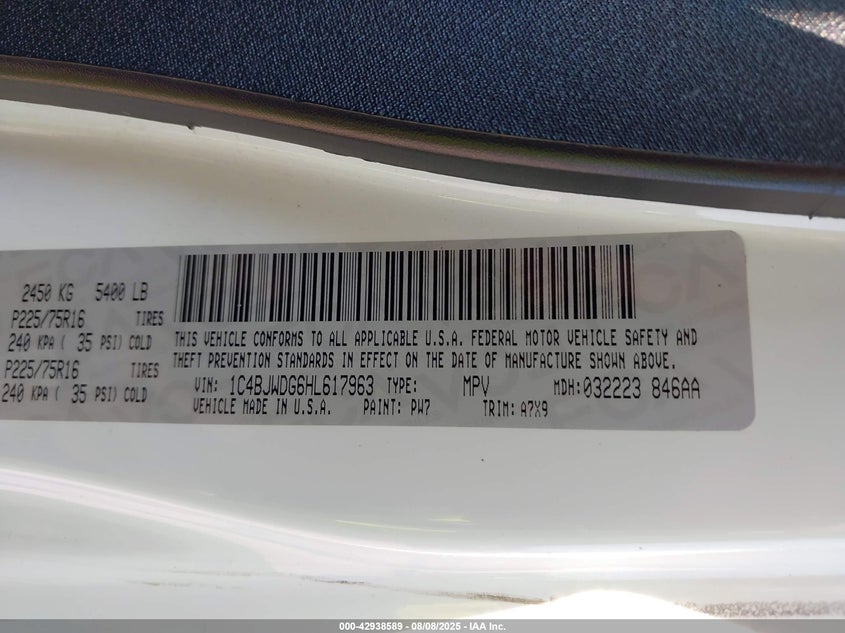 2450 KG 5400 LB
P225/75R16 TIRES
240 KPA ( 35 PSI) COLD
P225/75R16 TIRES
240 KPA ( 35 PSI) COLD
THIS VEHICLE CONFORMS TO ALL APPLICABLE U.S.A. FEDERAL MOTOR VEHICLE SAFETY AND
THEFT PREVENTION STANDARDS IN EFFECT ON THE DATE OF MANUFACTURE SHOWN ABOVE.
VIN: 1C4BJWDG6HL617963 TYPE: MPV MDH:032223 846AA
VEHICLE MADE IN U.S.A. PAINT: PW7 TRIM: A7X9
000-42938589 - 08/08/2025 - IAA Inc.